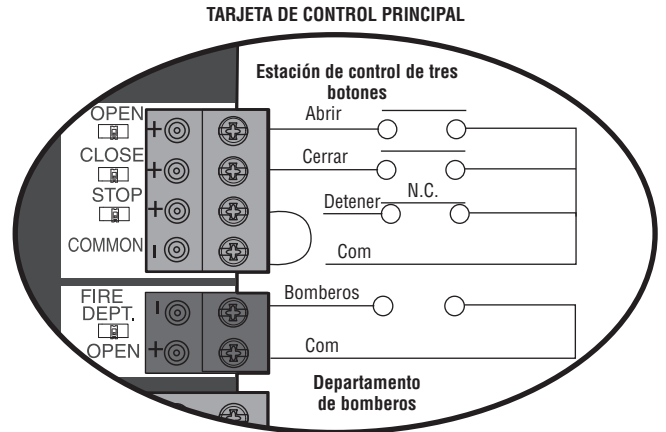 TARJETA DE CONTROL PRINCIPAL
Estación de control de tres
botones
OPEN
+
Abrir
CLOSE
+
Cerrar
STOP
+
Detener
N.C.
COMMON
I
Com
FIRE
DEPT.
I
Bomberos
OPEN
+
Com
Departamento
de bomberos